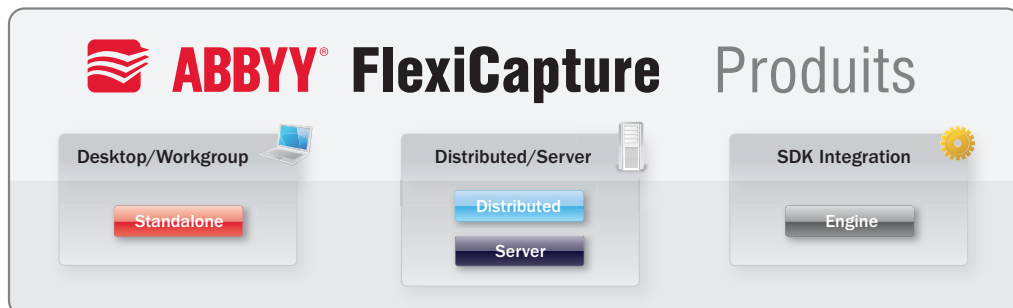 ABBYY® FlexiCapture Produits
Desktop/Workgroup
Standalone
Distributed/Server
Distributed
Server
SDK Integration
Engine